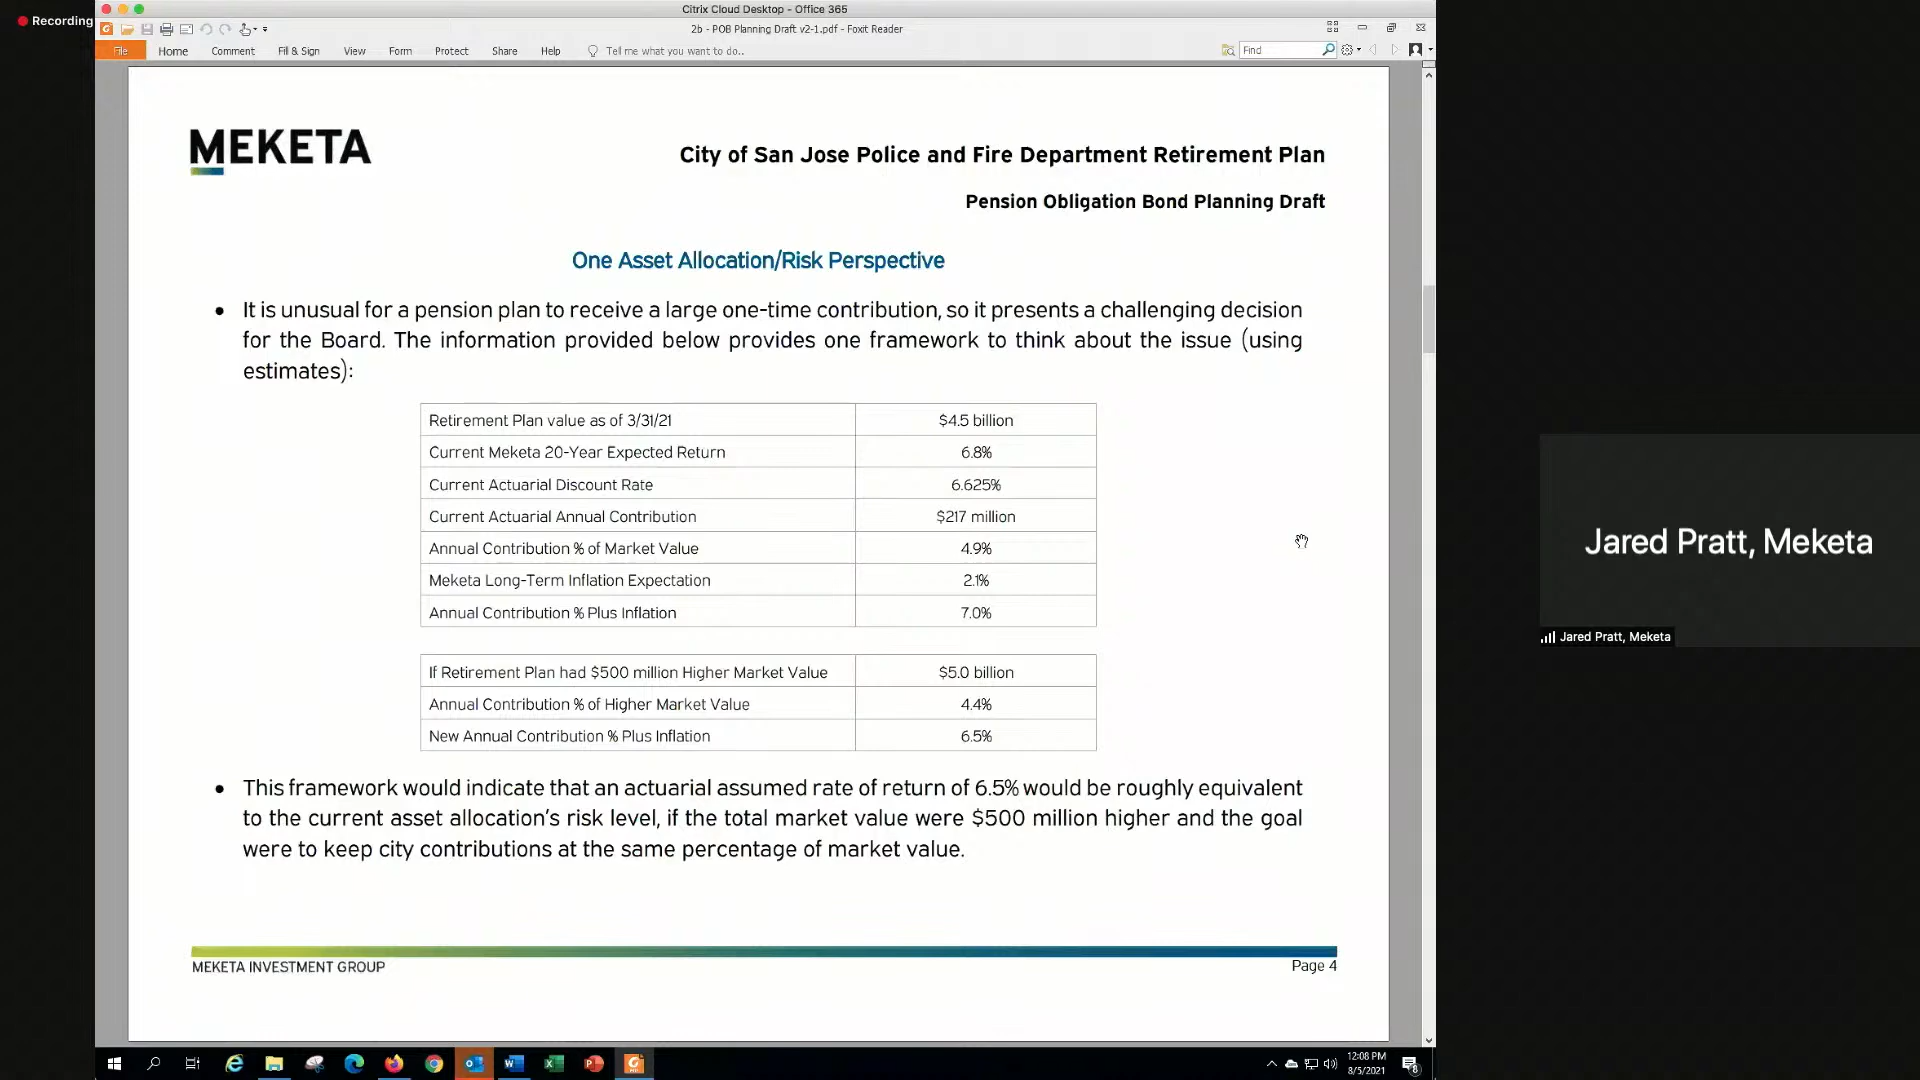 Recording
Citrix Cloud Desktop - Office 365
2b - POB Planning Draft v2-1.pdf - Foxit Reader
File Home Comment Fill & Sign View Form Protect Share Help Tell me what you want to do.. Find
MEKETA
City of San Jose Police and Fire Department Retirement Plan
Pension Obligation Bond Planning Draft
One Asset Allocation/Risk Perspective
• It is unusual for a pension plan to receive a large one-time contribution, so it presents a challenging decision
for the Board. The information provided below provides one framework to think about the issue (using
estimates):
Retirement Plan value as of 3/31/21 $4.5 billion
Current Meketa 20-Year Expected Return 6.8%
Current Actuarial Discount Rate 6.625%
Current Actuarial Annual Contribution $217 million
Annual Contribution % of Market Value 4.9%
Meketa Long-Term Inflation Expectation 2.1%
Annual Contribution % Plus Inflation 7.0%
If Retirement Plan had $500 million Higher Market Value $5.0 billion
Annual Contribution % of Higher Market Value 4.4%
New Annual Contribution % Plus Inflation 6.5%
• This framework would indicate that an actuarial assumed rate of return of 6.5% would be roughly equivalent
to the current asset allocation's risk level, if the total market value were $500 million higher and the goal
were to keep city contributions at the same percentage of market value.
MEKETA INVESTMENT GROUP Page 4
Jared Pratt, Meketa
Jared Pratt, Meketa
12:08 PM
8/5/2021
8